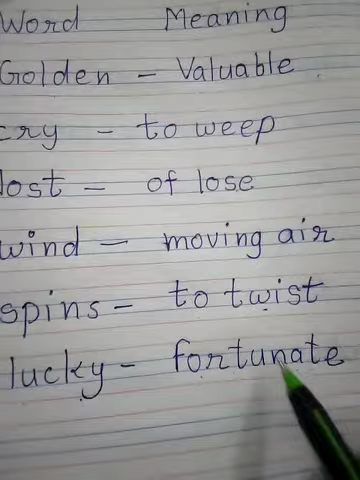 Word Meaning
Golden - Valuable
cry - to weep
lost - of lose
wind - moving air
spins - to twist
lucky - fortunate